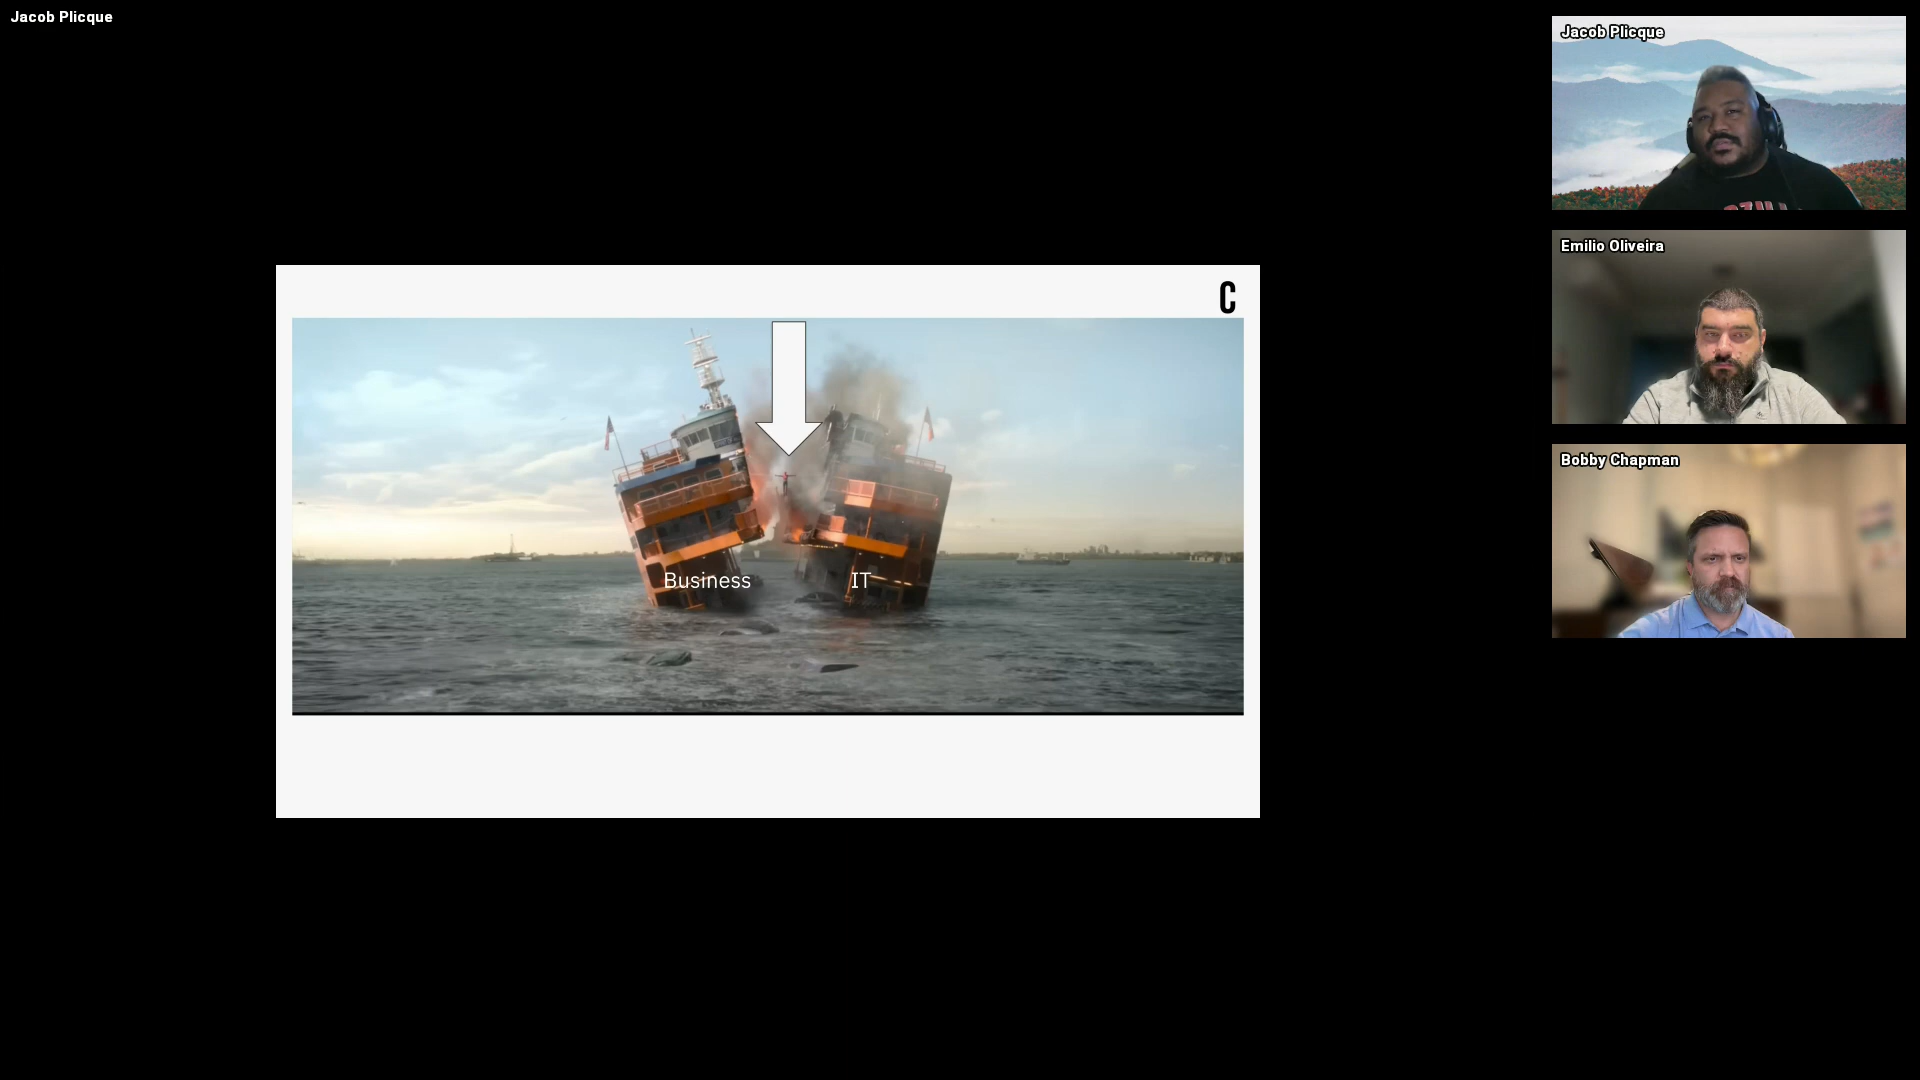 Jacob Plicque
C
Business
IT
Jacob Plicque
Emilio Oliveira
Bobby Chapman